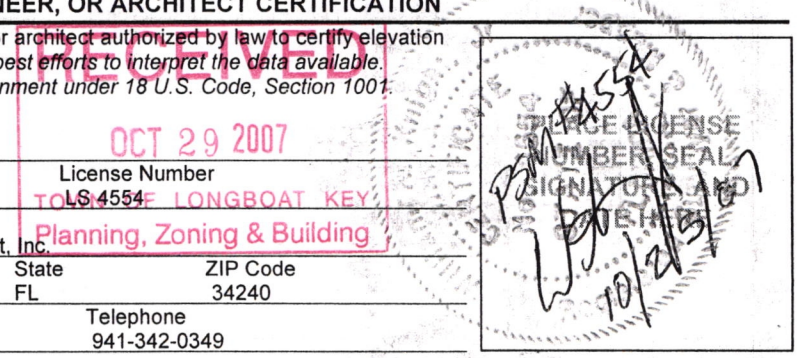 NEER, OR ARCHITECT CERTIFICATION
or architect authorized by law to certify elevation
best efforts to interpret the data available.
nment under 18 U.S. Code, Section 1001.
RECEIVED
OCT 29 2007
TOWN OF LONGBOAT KEY
Planning, Zoning & Building
License Number
LS 4554
t, Inc.
State ZIP Code
FL 34240
Telephone
941-342-0349
PLACE LICENSE
NUMBER, SEAL,
SIGNATURE, AND
DATE HERE
PSM #4554
10/25/07